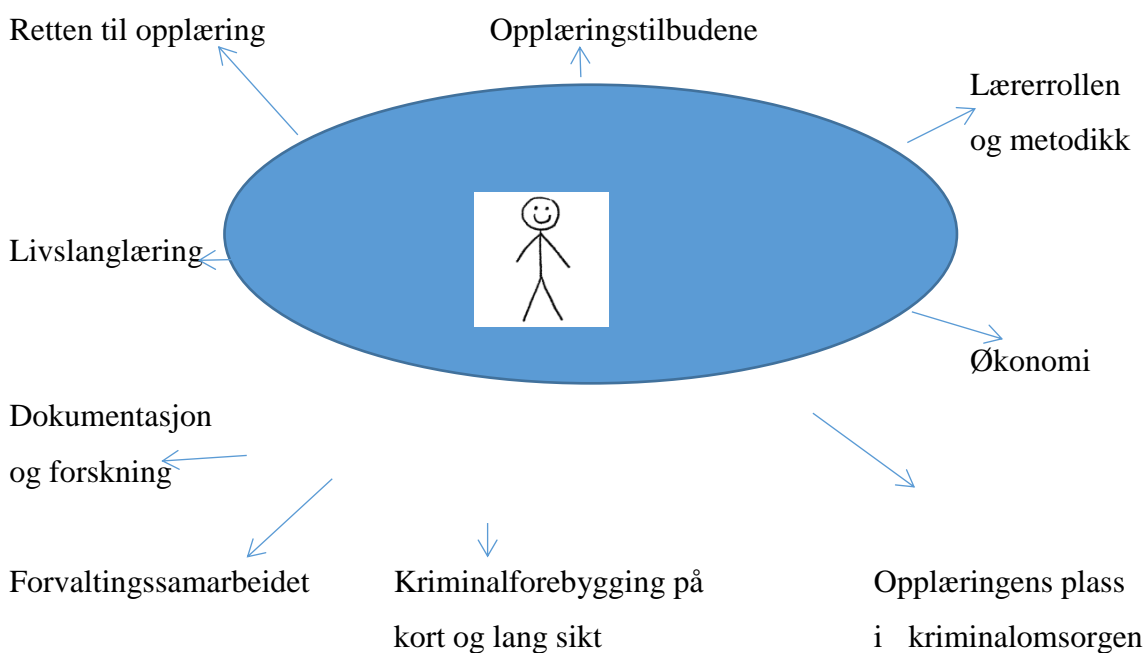 Retten til opplæring
Opplæringstilbudene
Lærerrollen
og metodikk
Livslanglæring
Økonomi
Dokumentasjon
og forskning
Forvaltingssamarbeidet
Kriminalforebygging på
kort og lang sikt
Opplæringens plass
i kriminalomsorgen